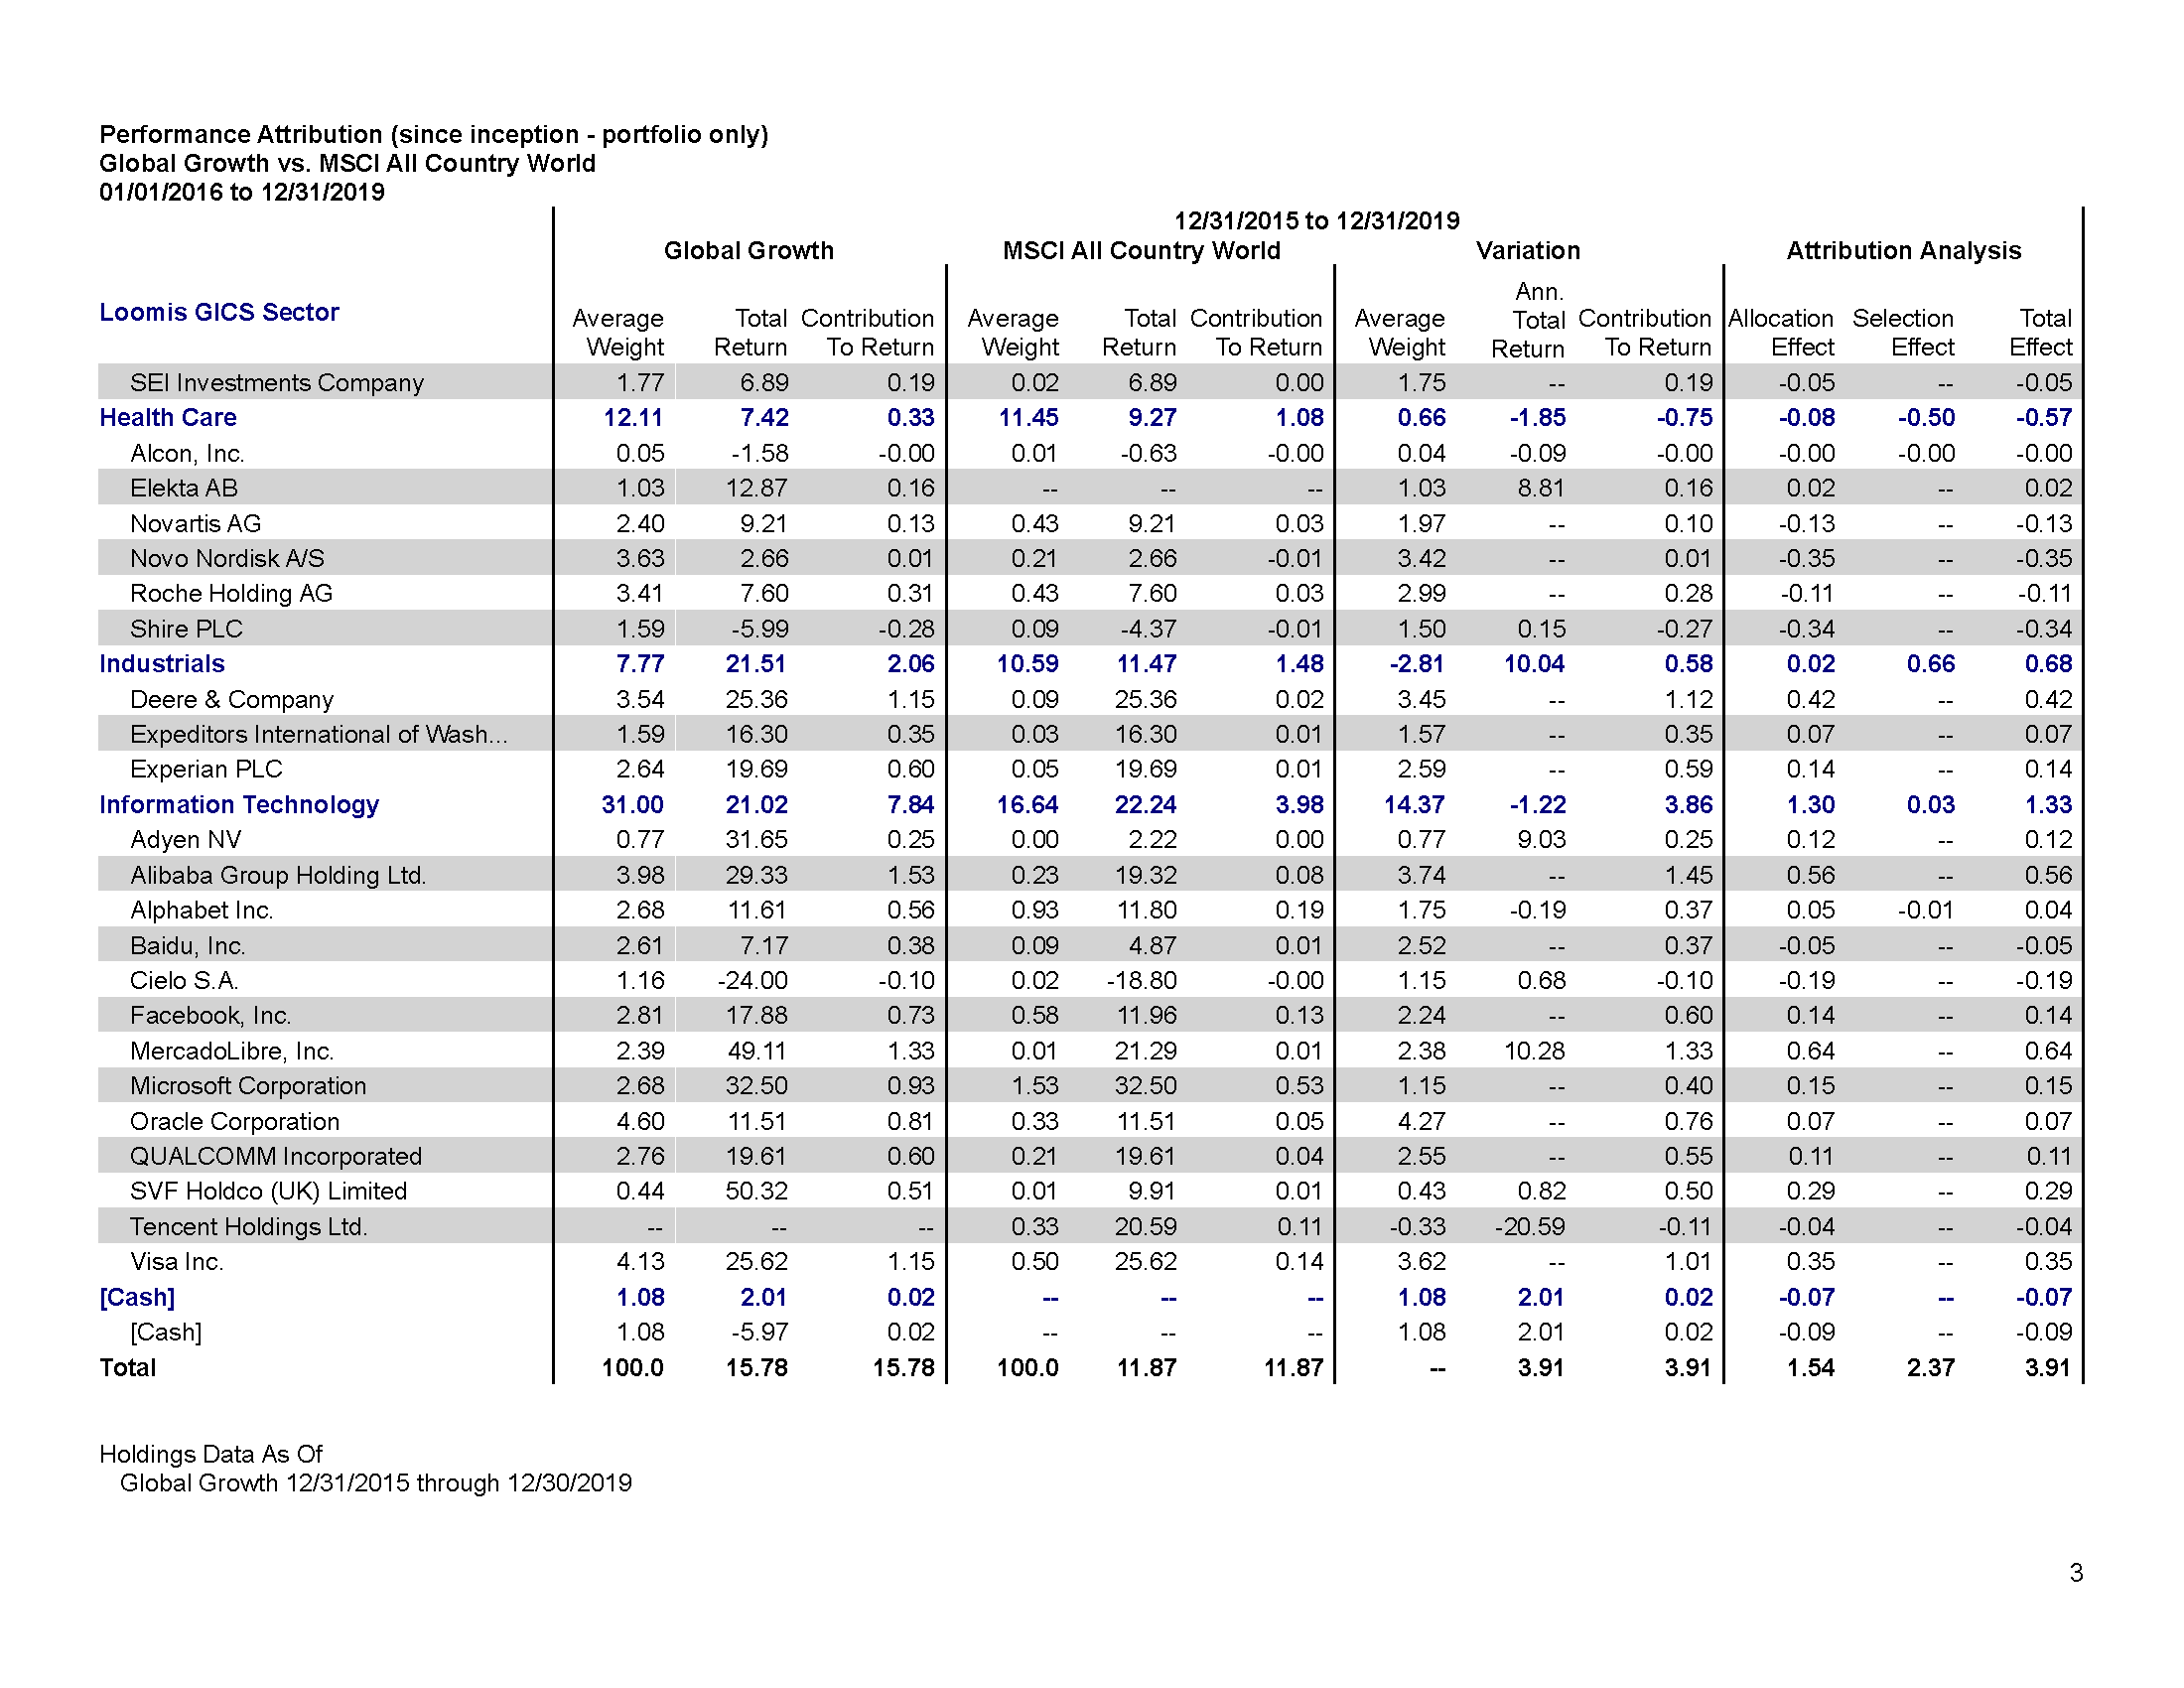 Performance Attribution (since inception - portfolio only)
Global Growth vs. MSCI All Country World
01/01/2016 to 12/31/2019
12/31/2015 to 12/31/2019
Global Growth MSCI All Country World Variation Attribution Analysis
Loomis GICS Sector Average Weight Total Return Contribution To Return Average Weight Total Return Contribution To Return Average Weight Ann. Total Return Contribution To Return Allocation Effect Selection Effect Total Effect
SEI Investments Company 1.77 6.89 0.19 0.02 6.89 0.00 1.75 -- 0.19 -0.05 -- -0.05
Health Care 12.11 7.42 0.33 11.45 9.27 1.08 0.66 -1.85 -0.75 -0.08 -0.50 -0.57
Alcon, Inc. 0.05 -1.58 -0.00 0.01 -0.63 -0.00 0.04 -0.09 -0.00 -0.00 -0.00 -0.00
Elekta AB 1.03 12.87 0.16 -- -- -- 1.03 8.81 0.16 0.02 -- 0.02
Novartis AG 2.40 9.21 0.13 0.43 9.21 0.03 1.97 -- 0.10 -0.13 -- -0.13
Novo Nordisk A/S 3.63 2.66 0.01 0.21 2.66 -0.01 3.42 -- 0.01 -0.35 -- -0.35
Roche Holding AG 3.41 7.60 0.31 0.43 7.60 0.03 2.99 -- 0.28 -0.11 -- -0.11
Shire PLC 1.59 -5.99 -0.28 0.09 -4.37 -0.01 1.50 0.15 -0.27 -0.34 -- -0.34
Industrials 7.77 21.51 2.06 10.59 11.47 1.48 -2.81 10.04 0.58 0.02 0.66 0.68
Deere & Company 3.54 25.36 1.15 0.09 25.36 0.02 3.45 -- 1.12 0.42 -- 0.42
Expeditors International of Wash... 1.59 16.30 0.35 0.03 16.30 0.01 1.57 -- 0.35 0.07 -- 0.07
Experian PLC 2.64 19.69 0.60 0.05 19.69 0.01 2.59 -- 0.59 0.14 -- 0.14
Information Technology 31.00 21.02 7.84 16.64 22.24 3.98 14.37 -1.22 3.86 1.30 0.03 1.33
Adyen NV 0.77 31.65 0.25 0.00 2.22 0.00 0.77 9.03 0.25 0.12 -- 0.12
Alibaba Group Holding Ltd. 3.98 29.33 1.53 0.23 19.32 0.08 3.74 -- 1.45 0.56 -- 0.56
Alphabet Inc. 2.68 11.61 0.56 0.93 11.80 0.19 1.75 -0.19 0.37 0.05 -0.01 0.04
Baidu, Inc. 2.61 7.17 0.38 0.09 4.87 0.01 2.52 -- 0.37 -0.05 -- -0.05
Cielo S.A. 1.16 -24.00 -0.10 0.02 -18.80 -0.00 1.15 0.68 -0.10 -0.19 -- -0.19
Facebook, Inc. 2.81 17.88 0.73 0.58 11.96 0.13 2.24 -- 0.60 0.14 -- 0.14
MercadoLibre, Inc. 2.39 49.11 1.33 0.01 21.29 0.01 2.38 10.28 1.33 0.64 -- 0.64
Microsoft Corporation 2.68 32.50 0.93 1.53 32.50 0.53 1.15 -- 0.40 0.15 -- 0.15
Oracle Corporation 4.60 11.51 0.81 0.33 11.51 0.05 4.27 -- 0.76 0.07 -- 0.07
QUALCOMM Incorporated 2.76 19.61 0.60 0.21 19.61 0.04 2.55 -- 0.55 0.11 -- 0.11
SVF Holdco (UK) Limited 0.44 50.32 0.51 0.01 9.91 0.01 0.43 0.82 0.50 0.29 -- 0.29
Tencent Holdings Ltd. -- -- -- 0.33 20.59 0.11 -0.33 -20.59 -0.11 -0.04 -- -0.04
Visa Inc. 4.13 25.62 1.15 0.50 25.62 0.14 3.62 -- 1.01 0.35 -- 0.35
[Cash] 1.08 2.01 0.02 -- -- -- 1.08 2.01 0.02 -0.07 -- -0.07
[Cash] 1.08 -5.97 0.02 -- -- -- 1.08 2.01 0.02 -0.09 -- -0.09
Total 100.0 15.78 15.78 100.0 11.87 11.87 -- 3.91 3.91 1.54 2.37 3.91
Holdings Data As Of
Global Growth 12/31/2015 through 12/30/2019
3